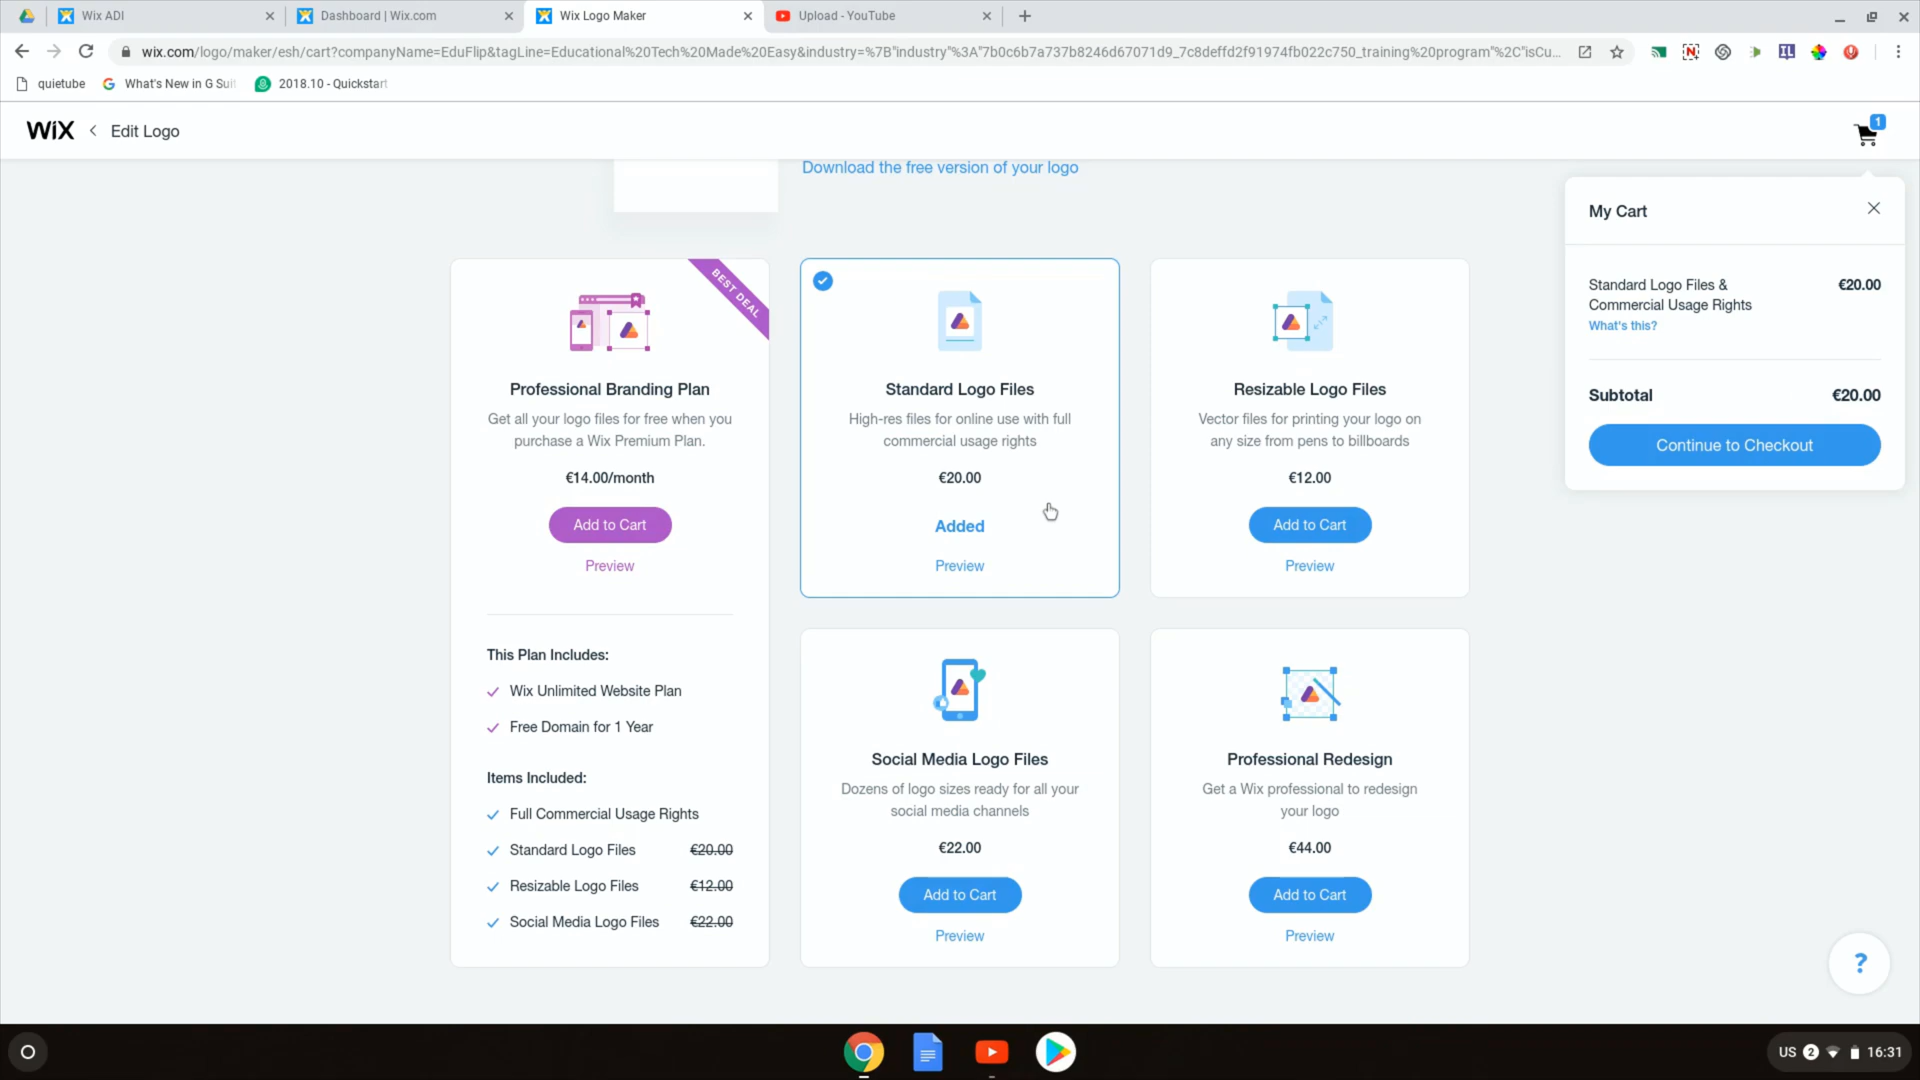 Wix ADI
Dashboard | Wix.com
Wix Logo Maker
Upload - YouTube
wix.com/logo/maker/esh/cart?companyName=EduFlip&tagLine=Educational%20Tech%20Made%20Easy&industry=%7B"industry"%3A"7b0c6b7a737b8246d67071d9_7c8deffd2f91974fb022c750_training%20program"%2C"isCu...
quietube
What's New in G Suit
2018.10 - Quickstart
WiX
Edit Logo
1
Download the free version of your logo
My Cart
Standard Logo Files & €20.00
Commercial Usage Rights
What's this?
Subtotal €20.00
Continue to Checkout
BEST DEAL
Professional Branding Plan
Get all your logo files for free when you
purchase a Wix Premium Plan.
€14.00/month
Add to Cart
Preview
This Plan Includes:
Wix Unlimited Website Plan
Free Domain for 1 Year
Items Included:
Full Commercial Usage Rights
Standard Logo Files €20.00
Resizable Logo Files €12.00
Social Media Logo Files €22.00
Standard Logo Files
High-res files for online use with full
commercial usage rights
€20.00
Added
Preview
Resizable Logo Files
Vector files for printing your logo on
any size from pens to billboards
€12.00
Add to Cart
Preview
Social Media Logo Files
Dozens of logo sizes ready for all your
social media channels
€22.00
Add to Cart
Preview
Professional Redesign
Get a Wix professional to redesign
your logo
€44.00
Add to Cart
Preview
?
US 2 16:31